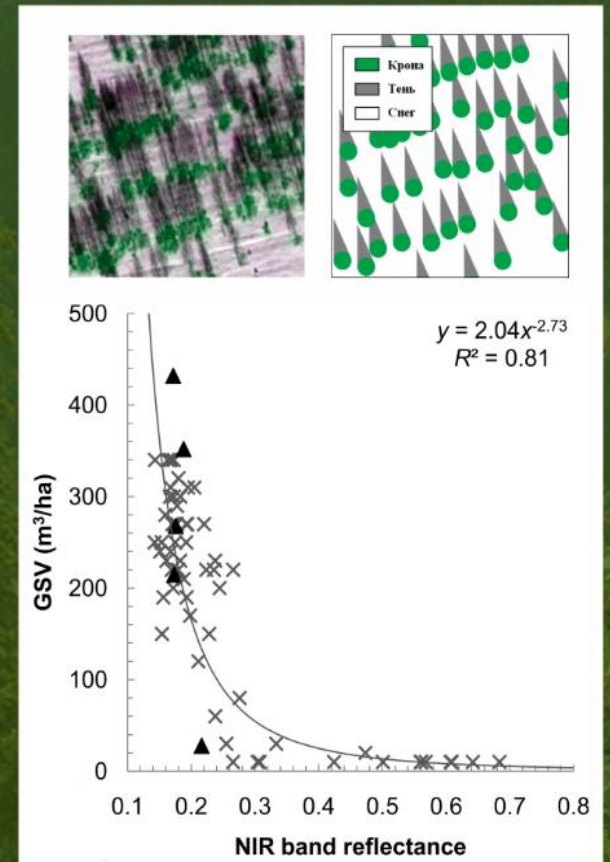 Крона
Тень
Снег
y = 2.04x^-2.73
R² = 0.81
500
400
300
200
100
0
GSV (m³/ha)
0.1 0.2 0.3 0.4 0.5 0.6 0.7 0.8
NIR band reflectance